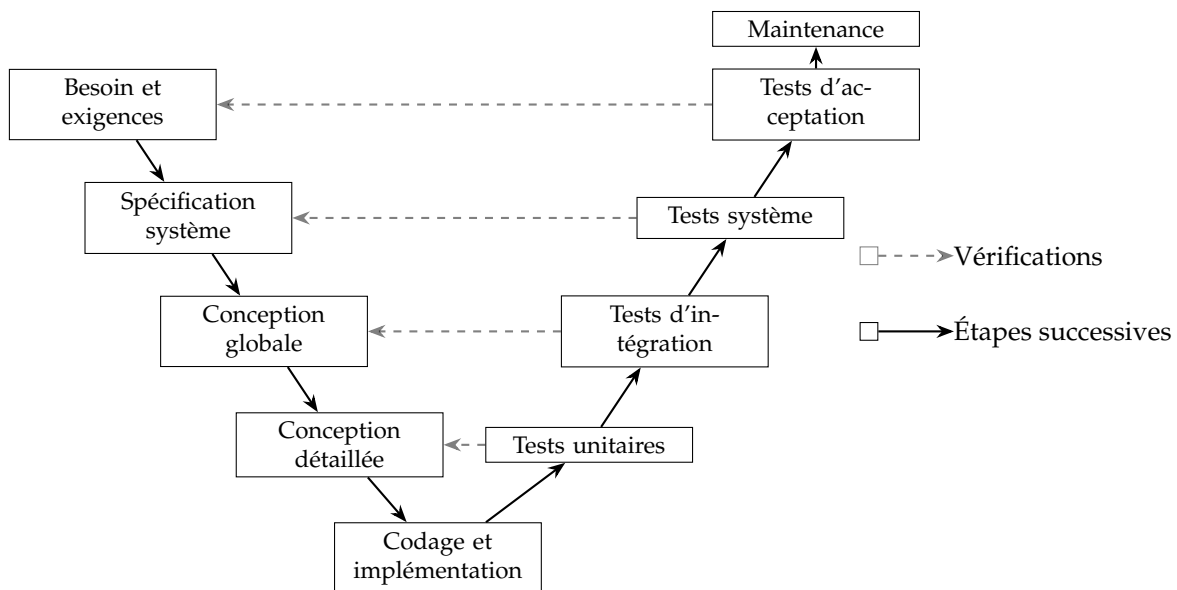 Maintenance
Besoin et
exigences
Tests d'ac-
ceptation
Spécification
système
Tests système
Vérifications
Conception
globale
Tests d'in-
tégration
Étapes successives
Conception
détaillée
Tests unitaires
Codage et
implémentation